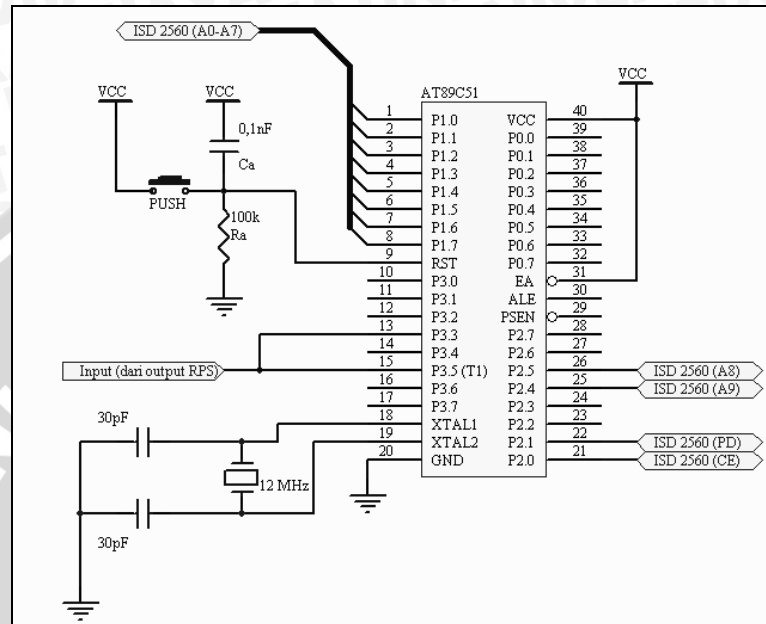 ISD 2560 (A0-A7)
VCC
VCC
0,1nF
Ca
PUSH
100k
Ra
AT89C51
VCC
1 P1.0 VCC 40
2 P1.1 P0.0 39
3 P1.2 P0.1 38
4 P1.3 P0.2 37
5 P1.4 P0.3 36
6 P1.5 P0.4 35
7 P1.6 P0.5 34
8 P1.7 P0.6 33
9 RST P0.7 32
10 P3.0 EA 31
11 P3.1 ALE 30
12 P3.2 PSEN 29
13 P3.3 P2.7 28
14 P3.4 P2.6 27
15 P3.5 (T1) P2.5 26
16 P3.6 P2.4 25
17 P3.7 P2.3 24
18 XTAL1 P2.2 23
19 XTAL2 P2.1 22
20 GND P2.0 21
Input (dari output RPS)
ISD 2560 (A8)
ISD 2560 (A9)
ISD 2560 (PD)
ISD 2560 (CE)
30pF
12 MHz
30pF